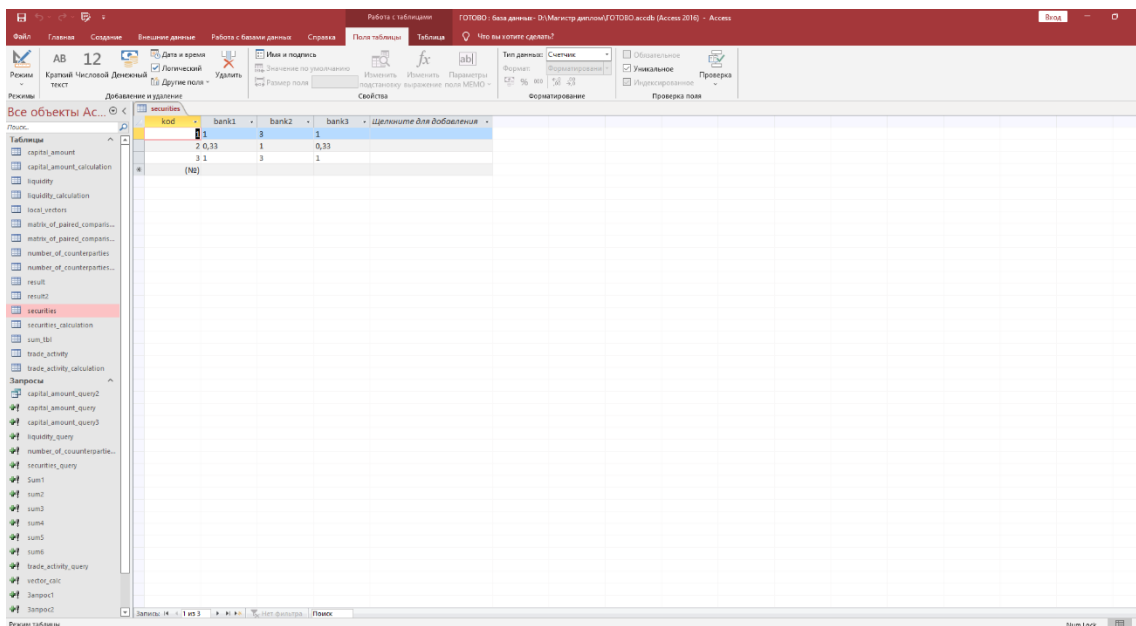 Работа с таблицами
ГОТОВО : база данных- D:\Магистр диплом\ГОТОВО.accdb (Access 2016) - Access
Вход
Файл Главная Создание Внешние данные Работа с базами данных Справка Поля таблицы Таблица Что вы хотите сделать?
Режим
Режимы
AB Краткий текст
12 Числовой
Денежный
Дата и время
Логический
Другие поля
Удалить
Добавление и удаление
Имя и подпись
Значение по умолчанию
Размер поля
Изменить подстановку
fx Изменить выражение
ab Параметры поля МЕМО
Свойства
Тип данных: Счетчик
Формат: Форматировани
% 000
Форматирование
Обязательное
Уникальное
Индексированное
Проверка
Проверка поля
Все объекты Ac...
Поиск...
Таблицы
capital_amount
capital_amount_calculation
liquidity
liquidity_calculation
local_vectors
matrix_of_paired_comparis...
matrix_of_paired_comparis...
number_of_counterparties
number_of_counterparties...
result
result2
securities
securities_calculation
sum_tbl
trade_activity
trade_activity_calculation
Запросы
capital_amount_query2
capital_amount_query
capital_amount_query3
liquidity_query
number_of_couunterpartie...
securities_query
Sum1
sum2
sum3
sum4
sum5
sum6
trade_activity_query
vector_calc
Запрос1
Запрос2
securities
kod bank1 bank2 bank3 Щелкните для добавления
1 1 3 1
2 0,33 1 0,33
3 1 3 1
(№)
Запись: 1 из 3 Нет фильтра Поиск
Режим таблицы
Num Lock